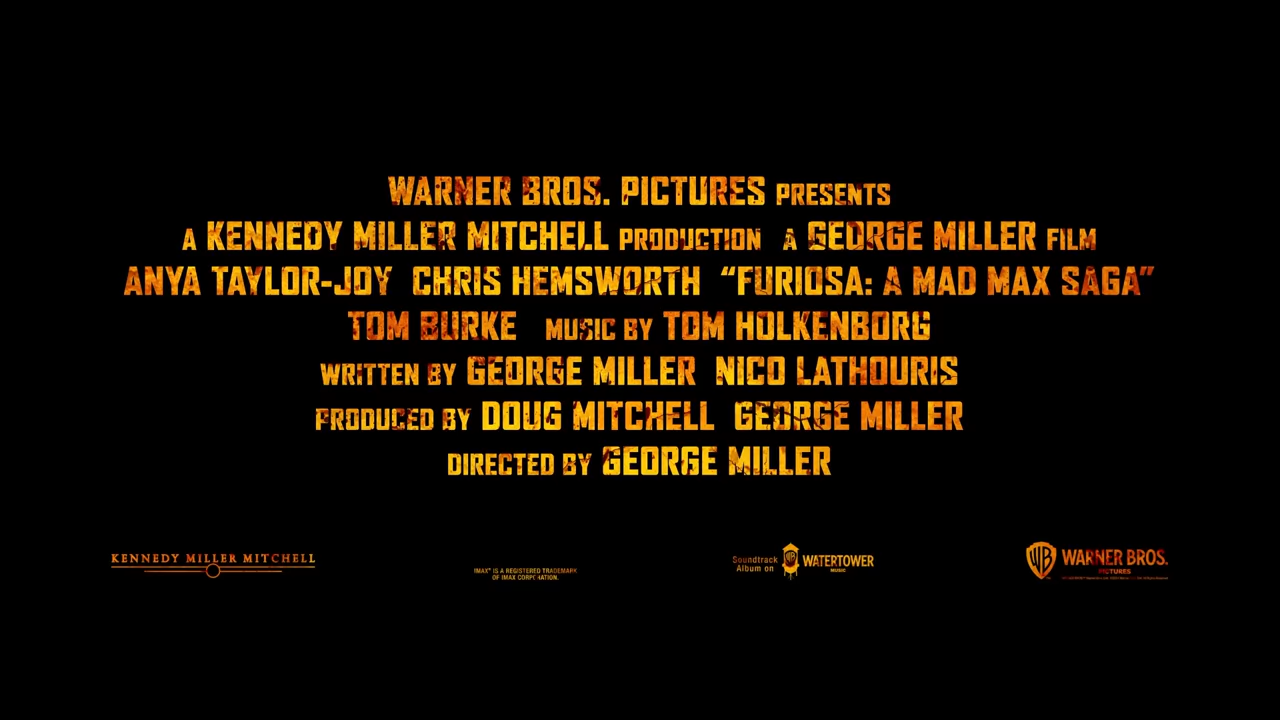 WARNER BROS. PICTURES PRESENTS
A KENNEDY MILLER MITCHELL PRODUCTION A GEORGE MILLER FILM
ANYA TAYLOR-JOY CHRIS HEMSWORTH “FURIOSA: A MAD MAX SAGA”
TOM BURKE MUSIC BY TOM HOLKENBORG
WRITTEN BY GEORGE MILLER NICO LATHOURIS
PRODUCED BY DOUG MITCHELL GEORGE MILLER
DIRECTED BY GEORGE MILLER
KENNEDY MILLER MITCHELL
IMAX® IS A REGISTERED TRADEMARK
OF IMAX CORPORATION.
Soundtrack
Album on
WATERTOWER
MUSIC
WB
WARNER BROS.
PICTURES